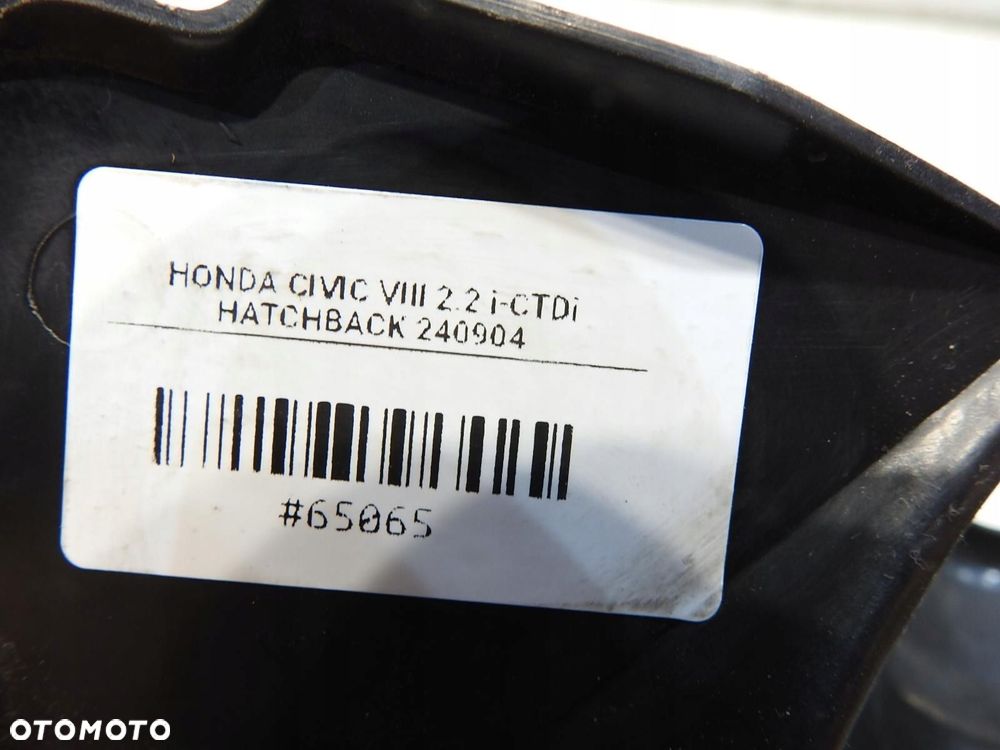 HONDA CIVIC VIII 2.2 i-CTDi
HATCHBACK 240904
#65065
OTOMOTO